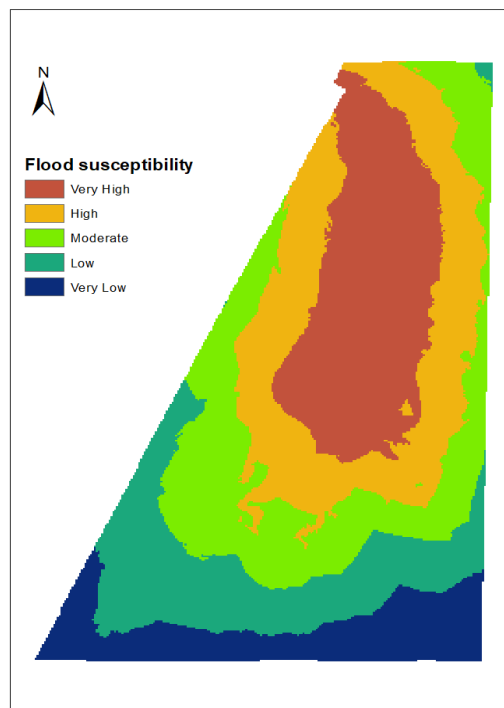 N
Flood susceptibility
Very High
High
Moderate
Low
Very Low